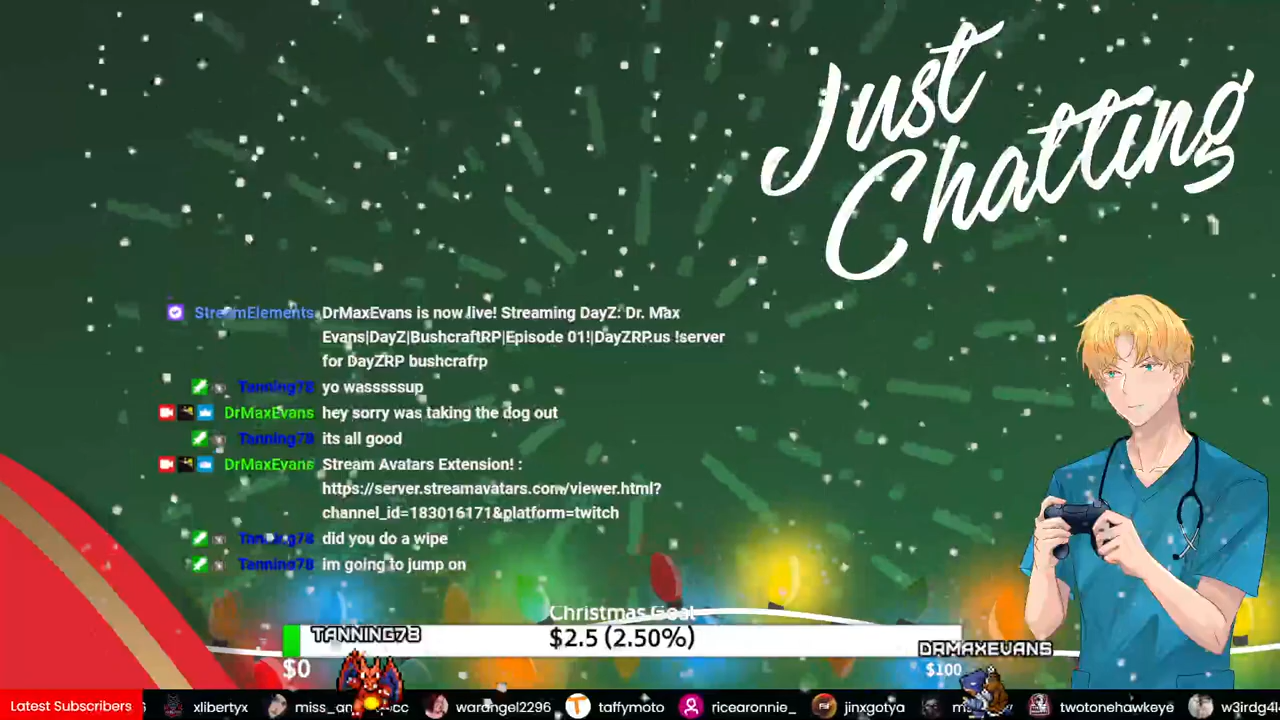 Just
Chatting
StreamElements DrMaxEvans is now live! Streaming DayZ: Dr. Max
Evans|DayZ|BushcraftRP|Episode 01!|DayZRP.us !server
for DayZRP bushcrafrp
Tanning78 yo wasssssup
DrMaxEvans hey sorry was taking the dog out
Tanning78 its all good
DrMaxEvans Stream Avatars Extension! :
https://server.streamavatars.com/viewer.html?
channel_id=183016171&platform=twitch
Tanning78 did you do a wipe
Tanning78 im going to jump on
Christmas Goal
TANNING78 $2.5 (2.50%)
DRMAXEVANS
$0 $100
Latest Subscribers xlibertyx warangel2296 taffymoto ricearonnie_ jinxgotya twotonehawkeye